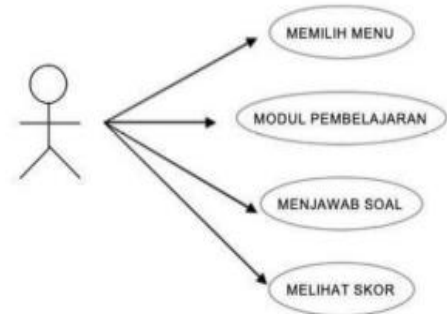 MEMILIH MENU
MODUL PEMBELAJARAN
MENJAWAB SOAL
MELIHAT SKOR